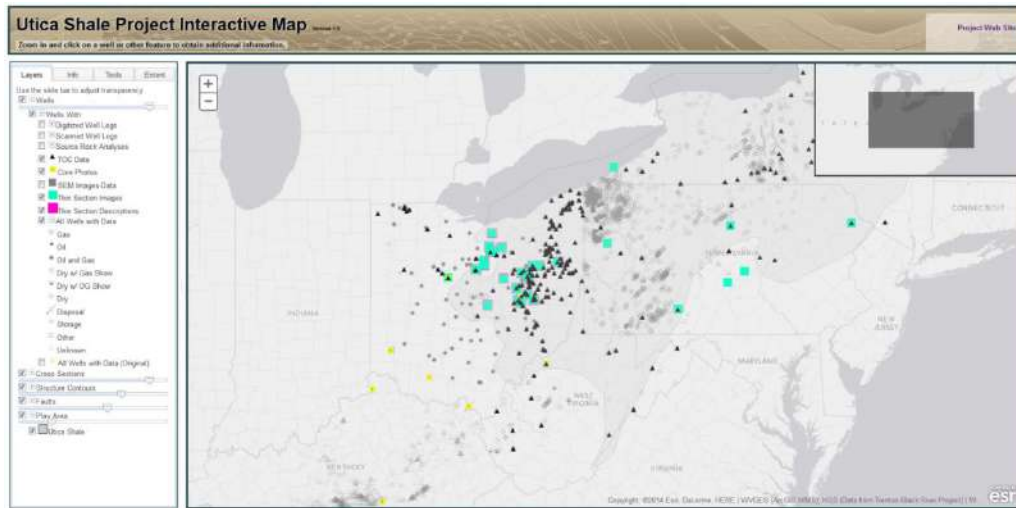 Utica Shale Project Interactive Map
Zoom in and click on a well or other feature to obtain additional information.
Project Web Site
Layers Info Tools Extent
Use the slide bar to adjust transparency
Wells
Wells With
Digitized Well Logs
Scanned Well Logs
Source Rock Analyses
TOC Data
Core Photos
SEM Images Data
Thin Section Images
Thin Section Descriptions
All Wells with Data
Gas
Oil
Oil and Gas
Dry w/ Gas Show
Dry w/ OG Show
Dry
Disposal
Storage
Other
Unknown
All Wells with Data (Original)
Cross Sections
Structure Contours
Faults
Play Area
Utica Shale
+
−
CONNECTICUT
PENNSYLVANIA
INDIANA
NEW JERSEY
MARYLAND
WEST VIRGINIA
KENTUCKY
VIRGINIA
esri